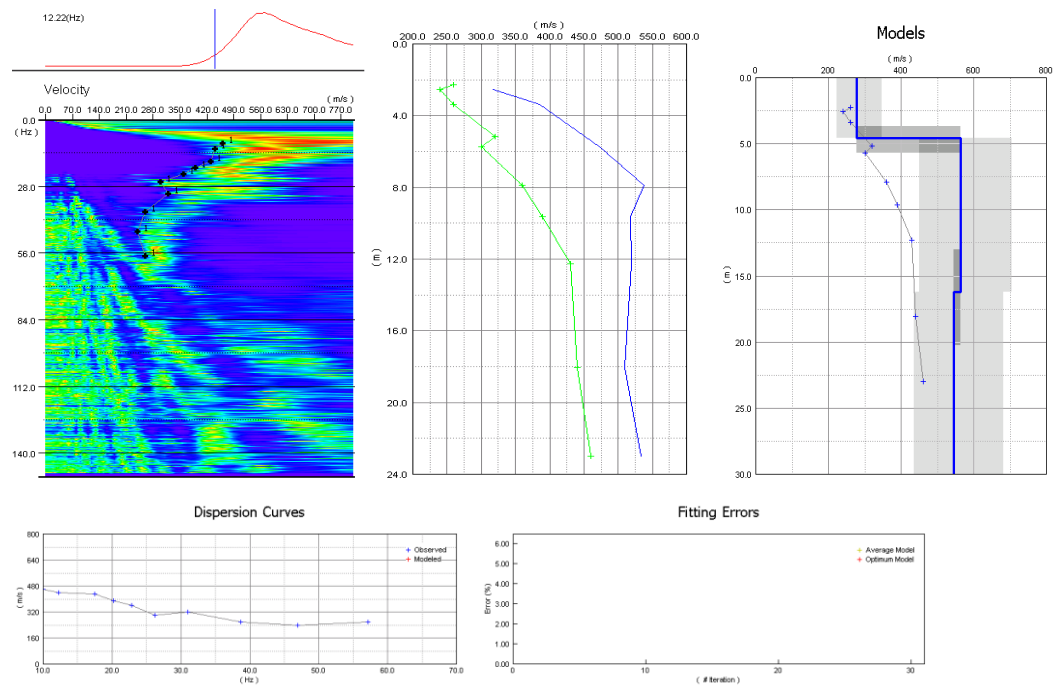 12.22(Hz)
Velocity
( m/s )
0.0 70.0 140.0 210.0 280.0 350.0 420.0 490.0 560.0 630.0 700.0 770.0
0.0
( Hz )
28.0
56.0
84.0
112.0
140.0
( m/s )
200.0 250.0 300.0 350.0 400.0 450.0 500.0 550.0 600.0
0.0
4.0
8.0
( m )
12.0
16.0
20.0
24.0
Models
( m/s )
0 200 400 600 800
0.0
5.0
10.0
( m )
15.0
20.0
25.0
30.0
Dispersion Curves
800
640
480
( m/s )
320
160
0
Observed
Modeled
10.0 20.0 30.0 40.0 50.0 60.0 70.0
( Hz )
Fitting Errors
6.00
5.00
4.00
Error (%)
3.00
2.00
1.00
0.00
Average Model
Optimum Model
0 10 20 30
( # Iteration )